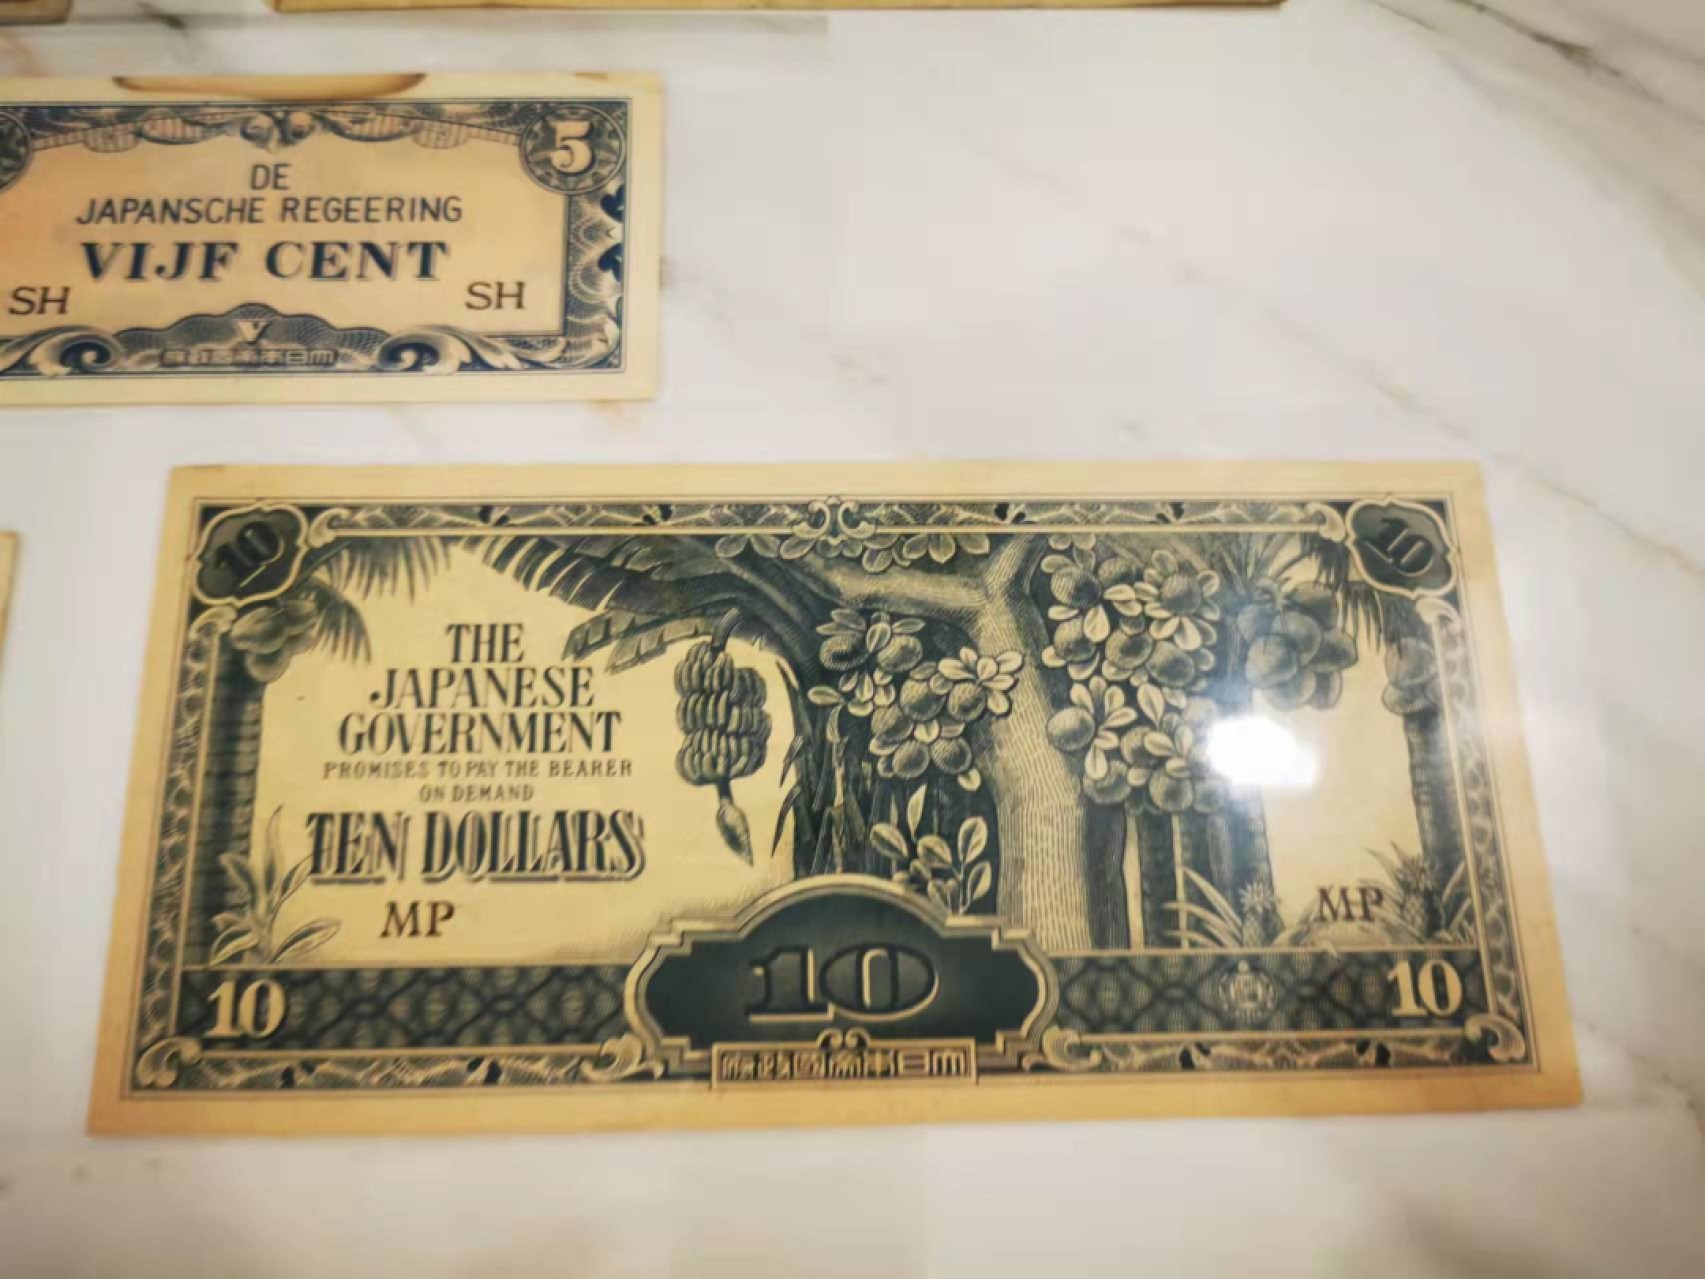 5
DE
JAPANSCHE REGEERING
VIJF CENT
SH SH
V
府政國帝本日大
10 10
THE
JAPANESE
GOVERNMENT
PROMISES TO PAY THE BEARER
ON DEMAND
TEN DOLLARS
MP MP
10 10 10
府政國帝本日大